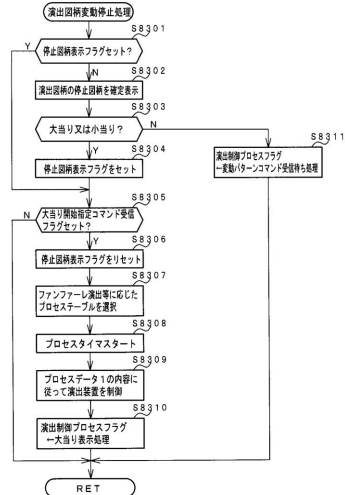 演出図柄変動停止処理
S8301
Y
停止図柄表示フラグセット?
N
S8302
演出図柄の停止図柄を確定表示
S8303
大当り又は小当り?
N
Y
S8304
停止図柄表示フラグをセット
S8311
演出制御プロセスフラグ
←変動パターンコマンド受信待ち処理
S8305
N
大当り開始指定コマンド受信
フラグセット?
Y
S8306
停止図柄表示フラグをリセット
S8307
ファンファーレ演出等に応じた
プロセステーブルを選択
S8308
プロセスタイマスタート
S8309
プロセスデータ1の内容に
従って演出装置を制御
S8310
演出制御プロセスフラグ
←大当り表示処理
RET